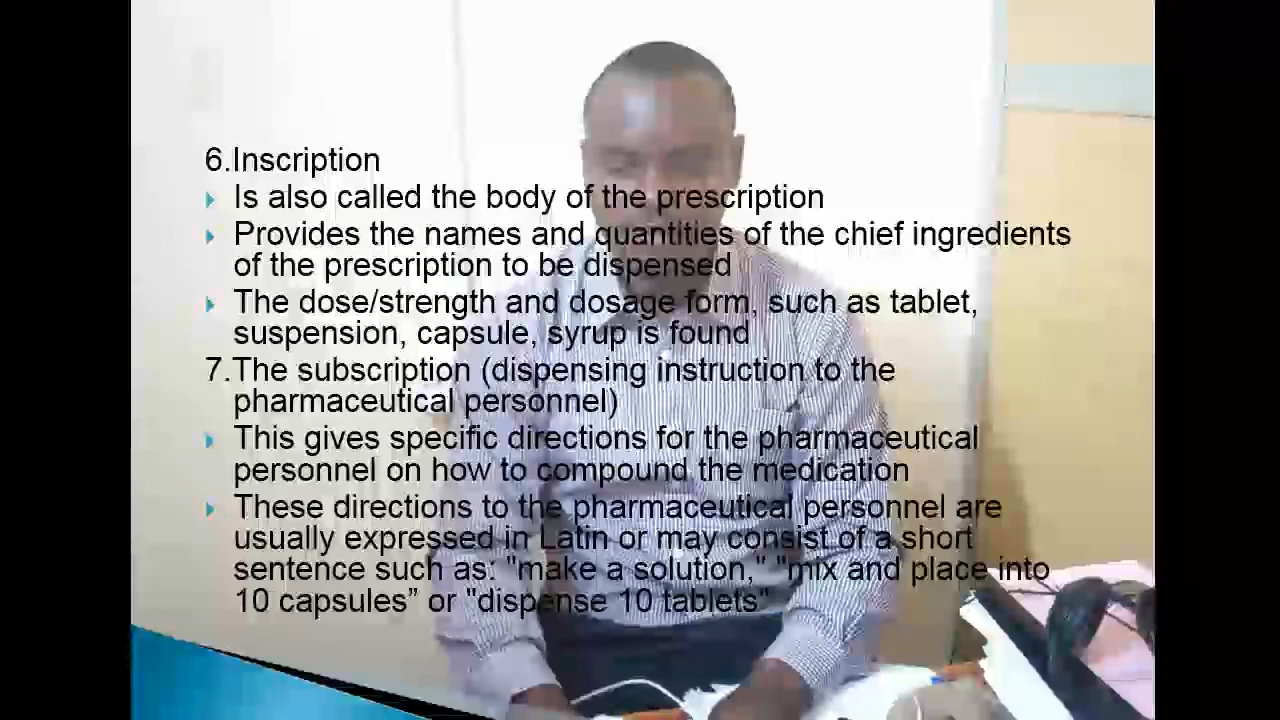 6.Inscription
Is also called the body of the prescription
Provides the names and quantities of the chief ingredients
of the prescription to be dispensed
The dose/strength and dosage form, such as tablet,
suspension, capsule, syrup is found
7.The subscription (dispensing instruction to the
pharmaceutical personnel)
This gives specific directions for the pharmaceutical
personnel on how to compound the medication
These directions to the pharmaceutical personnel are
usually expressed in Latin or may consist of a short
sentence such as: "make a solution," "mix and place into
10 capsules” or "dispense 10 tablets"